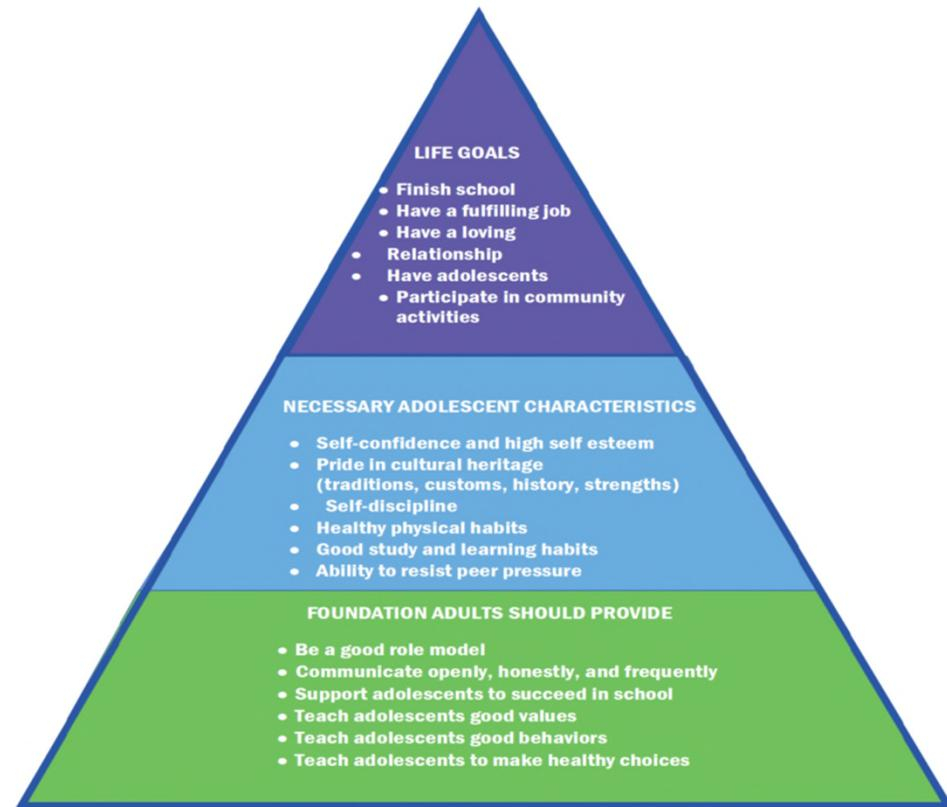 LIFE GOALS
• Finish school
• Have a fulfilling job
• Have a loving
• Relationship
• Have adolescents
• Participate in community
activities
NECESSARY ADOLESCENT CHARACTERISTICS
• Self-confidence and high self esteem
• Pride in cultural heritage
(traditions, customs, history, strengths)
• Self-discipline
• Healthy physical habits
• Good study and learning habits
• Ability to resist peer pressure
FOUNDATION ADULTS SHOULD PROVIDE
• Be a good role model
• Communicate openly, honestly, and frequently
• Support adolescents to succeed in school
• Teach adolescents good values
• Teach adolescents good behaviors
• Teach adolescents to make healthy choices